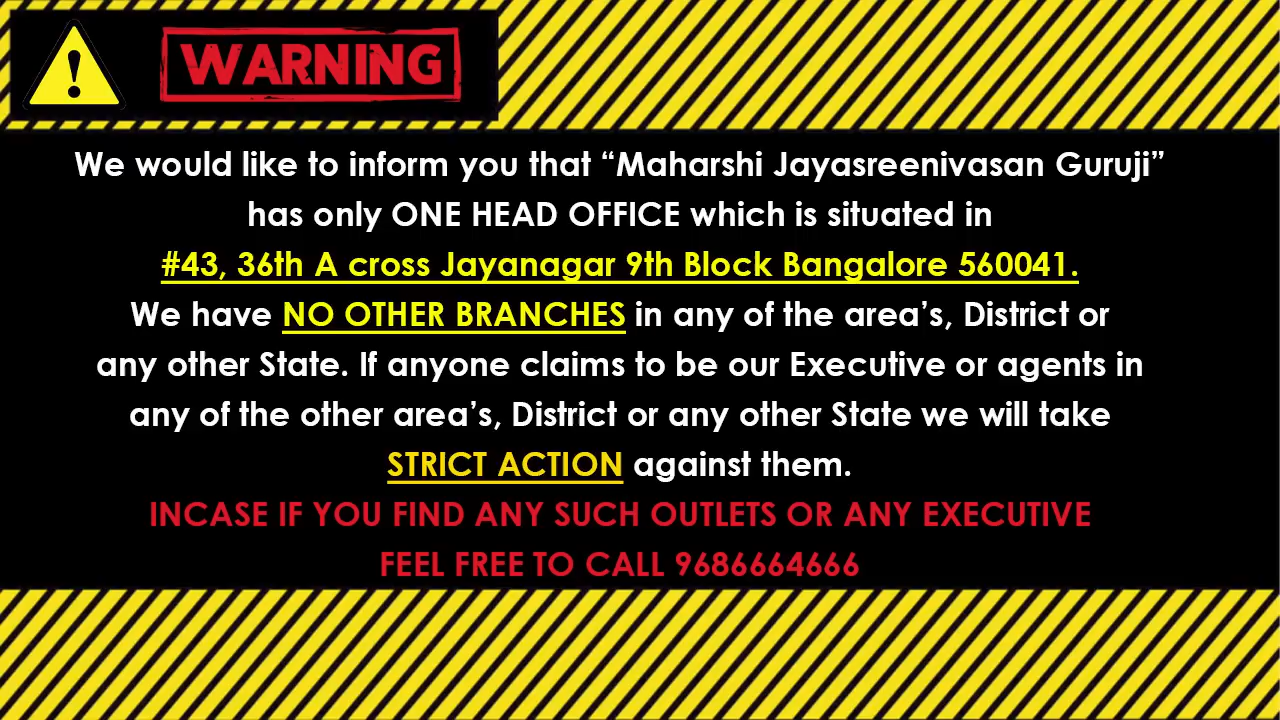 WARNING
We would like to inform you that “Maharshi Jayasreenivasan Guruji”
has only ONE HEAD OFFICE which is situated in
#43, 36th A cross Jayanagar 9th Block Bangalore 560041.
We have NO OTHER BRANCHES in any of the area’s, District or
any other State. If anyone claims to be our Executive or agents in
any of the other area’s, District or any other State we will take
STRICT ACTION against them.
INCASE IF YOU FIND ANY SUCH OUTLETS OR ANY EXECUTIVE
FEEL FREE TO CALL 9686664666